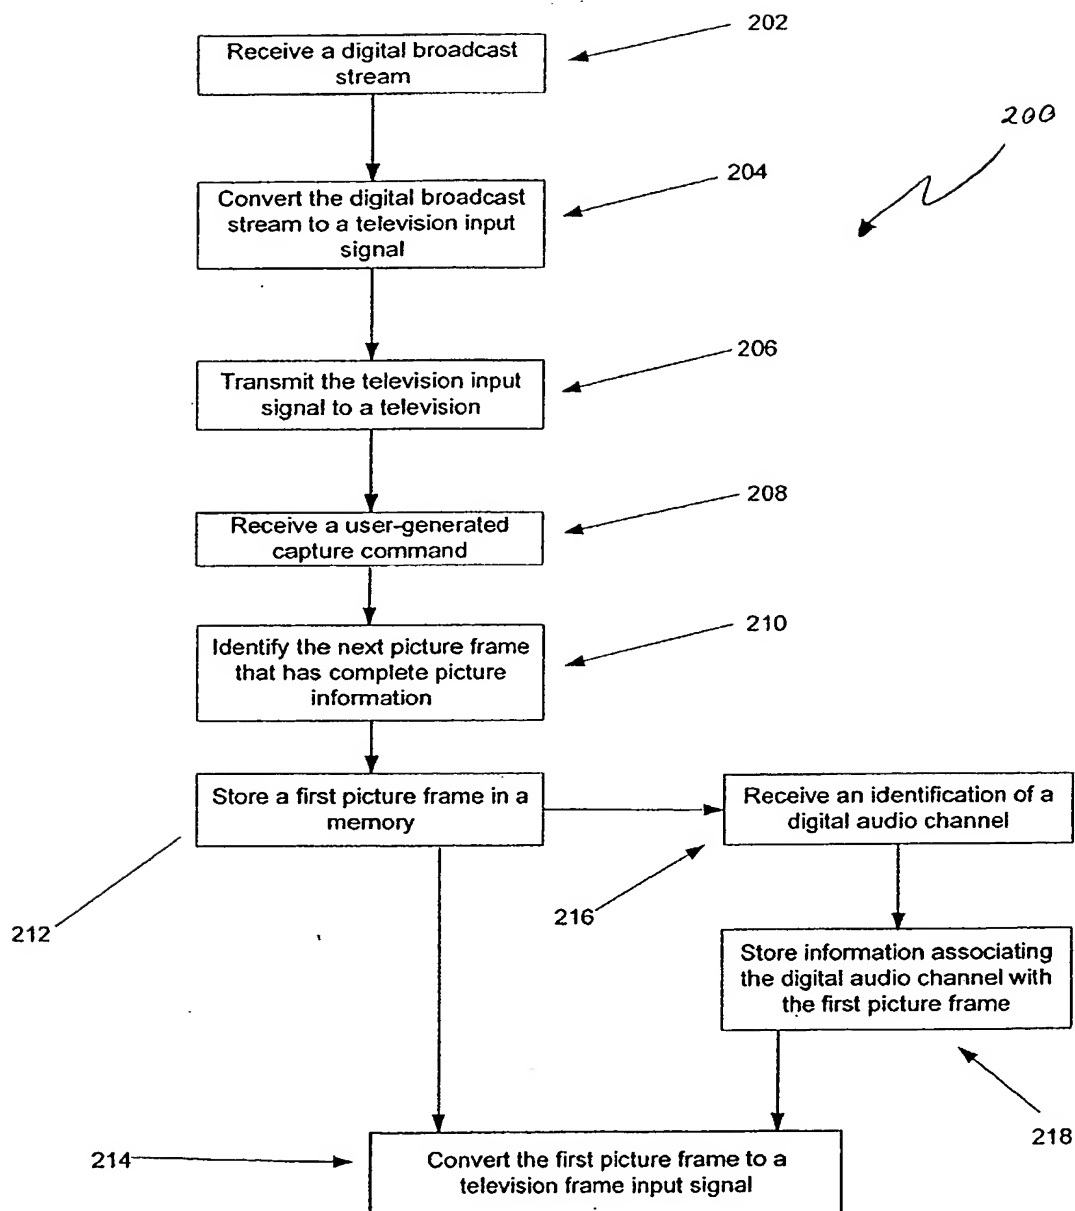 202
Receive a digital broadcast
stream
200
204
Convert the digital broadcast
stream to a television input
signal
206
Transmit the television input
signal to a television
208
Receive a user-generated
capture command
210
Identify the next picture frame
that has complete picture
information
Store a first picture frame in a
memory
Receive an identification of a
digital audio channel
212
216
Store information associating
the digital audio channel with
the first picture frame
218
214
Convert the first picture frame to a
television frame input signal